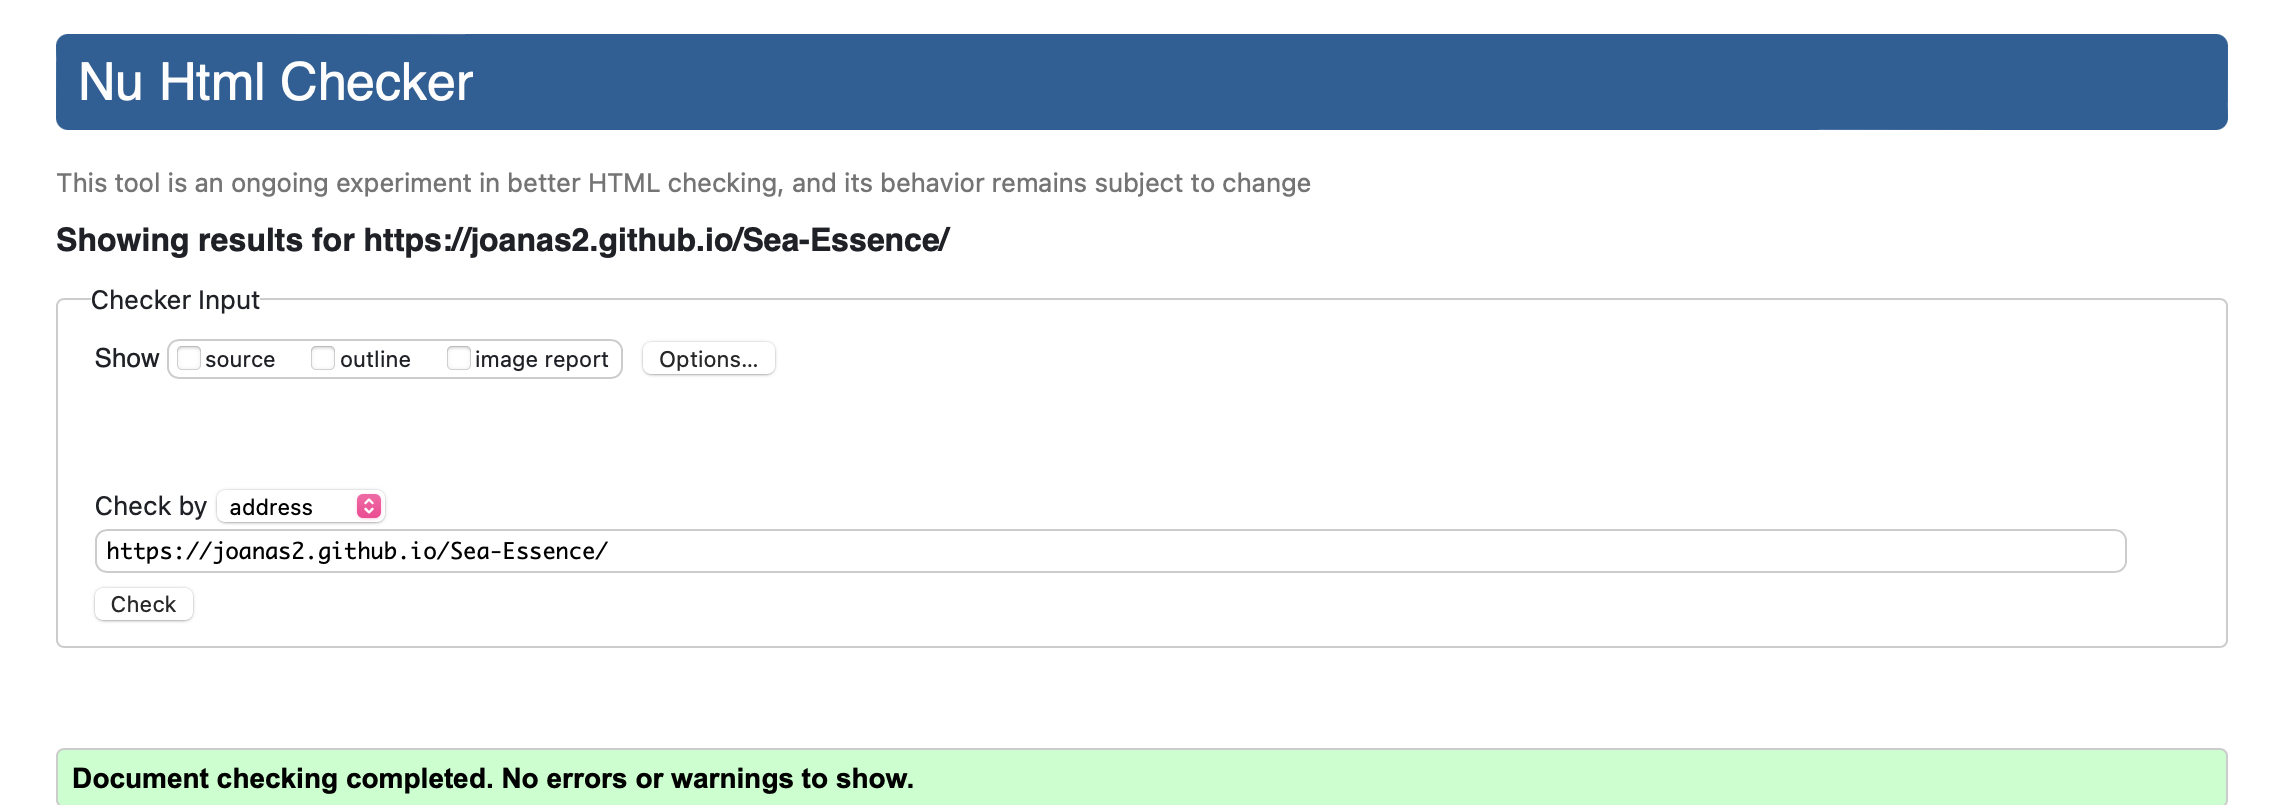 Nu Html Checker
This tool is an ongoing experiment in better HTML checking, and its behavior remains subject to change
Showing results for https://joanas2.github.io/Sea-Essence/
Checker Input
Show source outline image report Options...
Check by address
https://joanas2.github.io/Sea-Essence/
Check
Document checking completed. No errors or warnings to show.